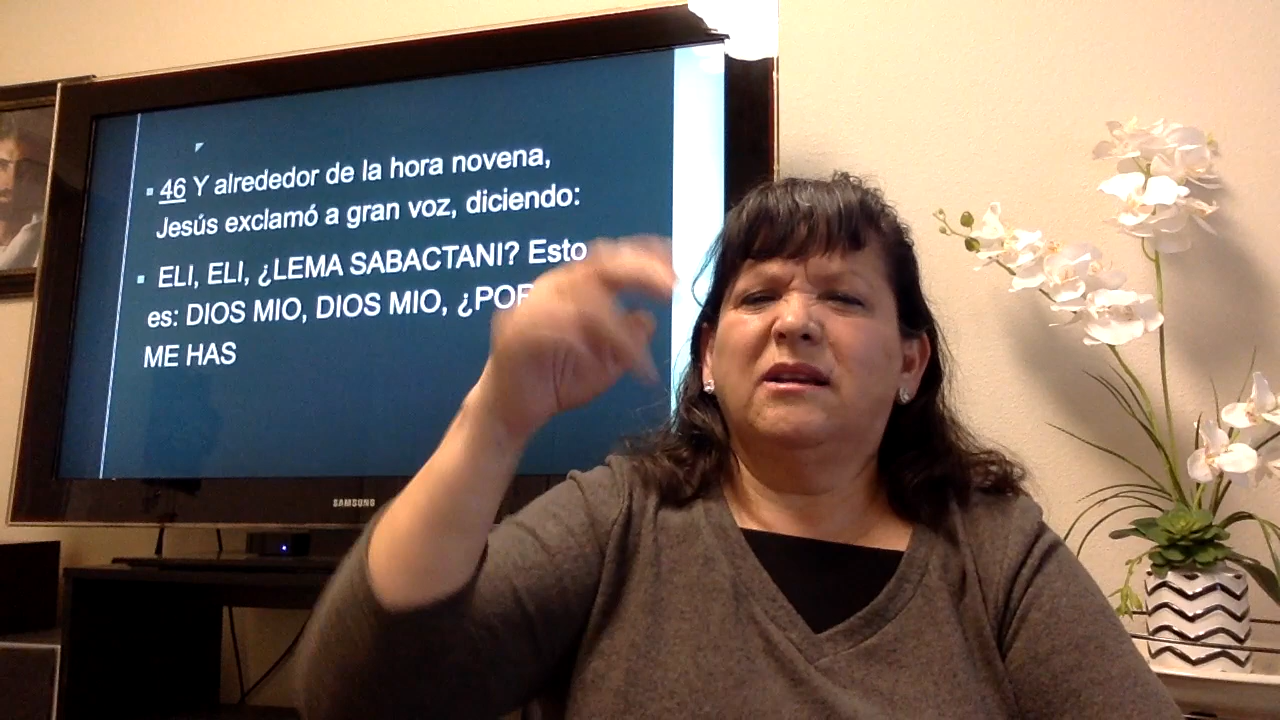 46 Y alrededor de la hora novena,
Jesús exclamó a gran voz, diciendo:
ELI, ELI, ¿LEMA SABACTANI? Esto
es: DIOS MIO, DIOS MIO,
ME HAS
SAMSUNG